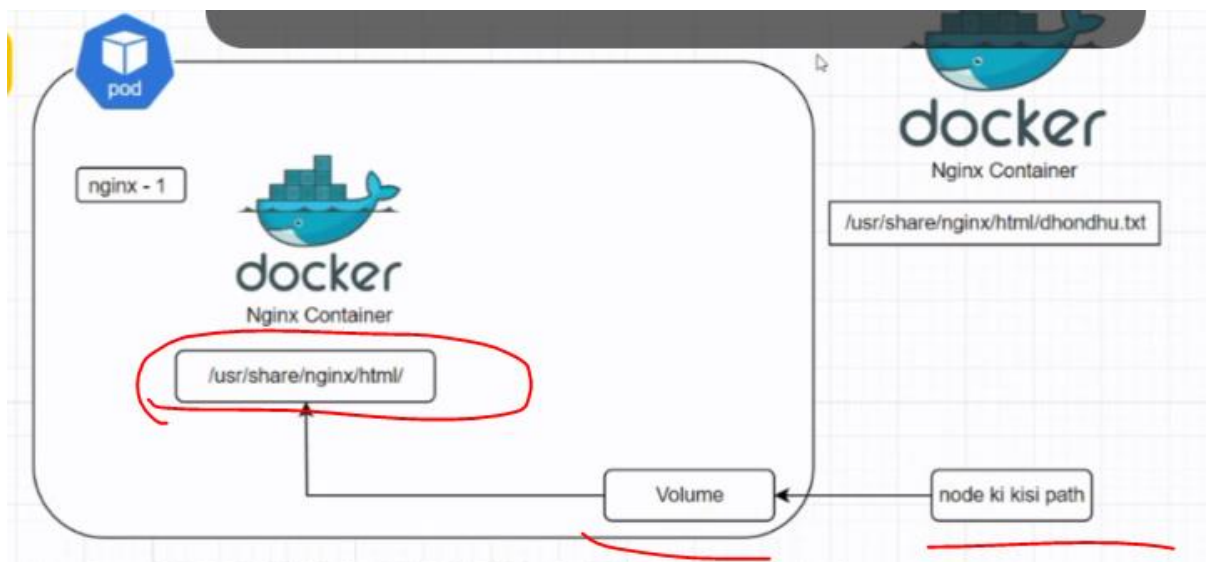 pod
nginx - 1
docker
Nginx Container
/usr/share/nginx/html/
Volume
docker
Nginx Container
/usr/share/nginx/html/dhondhu.txt
node ki kisi path